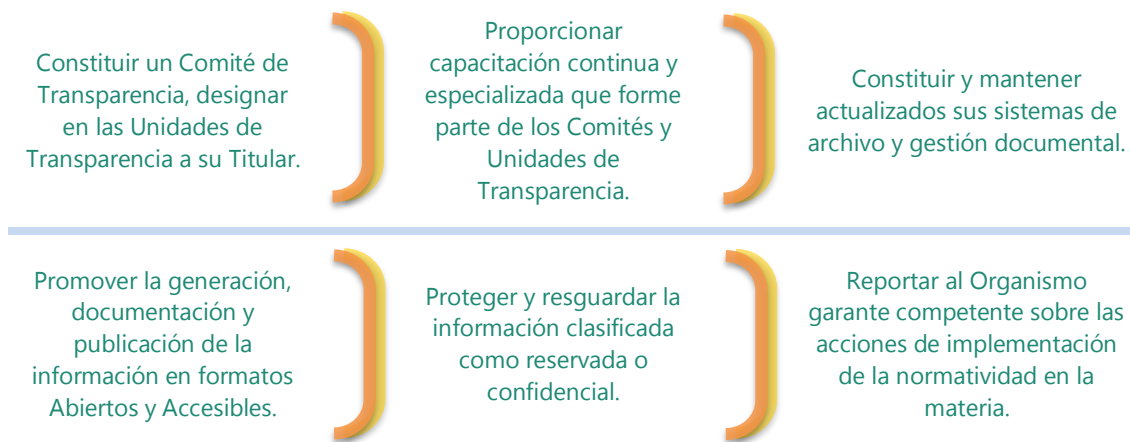 Constituir un Comité de
Transparencia, designar
en las Unidades de
Transparencia a su Titular.
Proporcionar
capacitación continua y
especializada que forme
parte de los Comités y
Unidades de
Transparencia.
Constituir y mantener
actualizados sus sistemas de
archivo y gestión documental.
Promover la generación,
documentación y
publicación de la
información en formatos
Abiertos y Accesibles.
Proteger y resguardar la
información clasificada
como reservada o
confidencial.
Reportar al Organismo
garante competente sobre las
acciones de implementación
de la normatividad en la
materia.